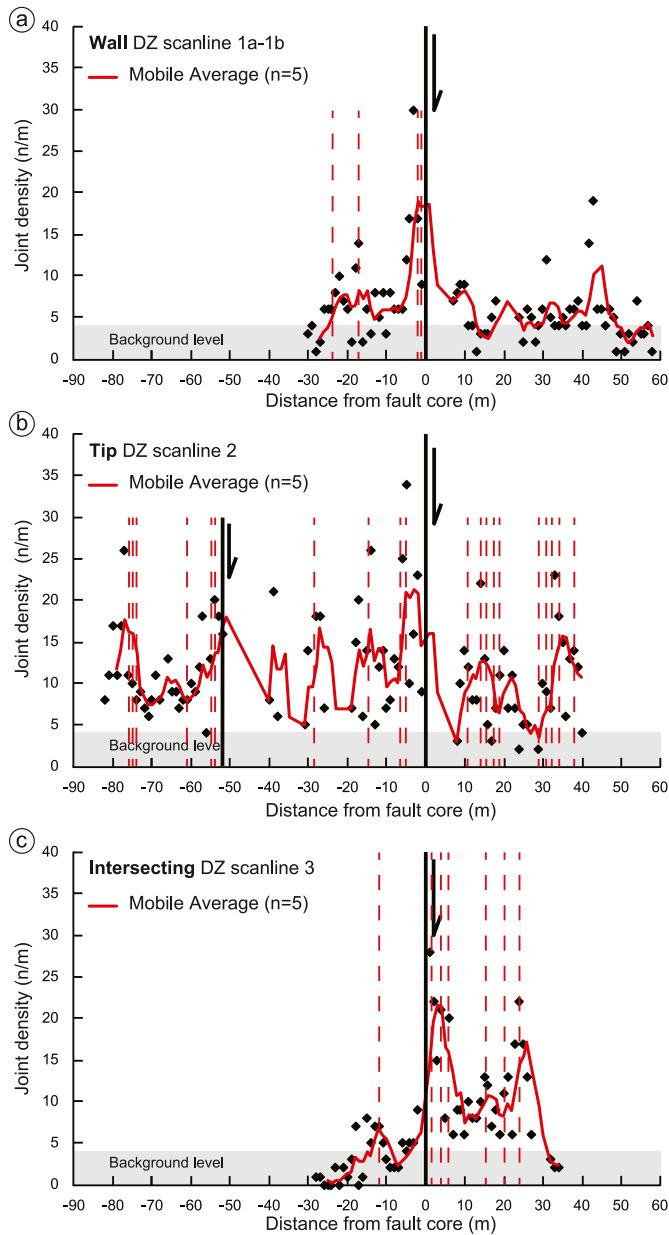 a
Wall DZ scanline 1a-1b
Mobile Average (n=5)
Joint density (n/m)
40
35
30
25
20
15
10
5
0
Background level
-90 -80 -70 -60 -50 -40 -30 -20 -10 0 10 20 30 40 50 60
Distance from fault core (m)
b
Tip DZ scanline 2
Mobile Average (n=5)
Joint density (n/m)
40
35
30
25
20
15
10
5
0
Background level
-90 -80 -70 -60 -50 -40 -30 -20 -10 0 10 20 30 40 50 60
Distance from fault core (m)
c
Intersecting DZ scanline 3
Mobile Average (n=5)
Joint density (n/m)
40
35
30
25
20
15
10
5
0
Background level
-90 -80 -70 -60 -50 -40 -30 -20 -10 0 10 20 30 40 50 60
Distance from fault core (m)